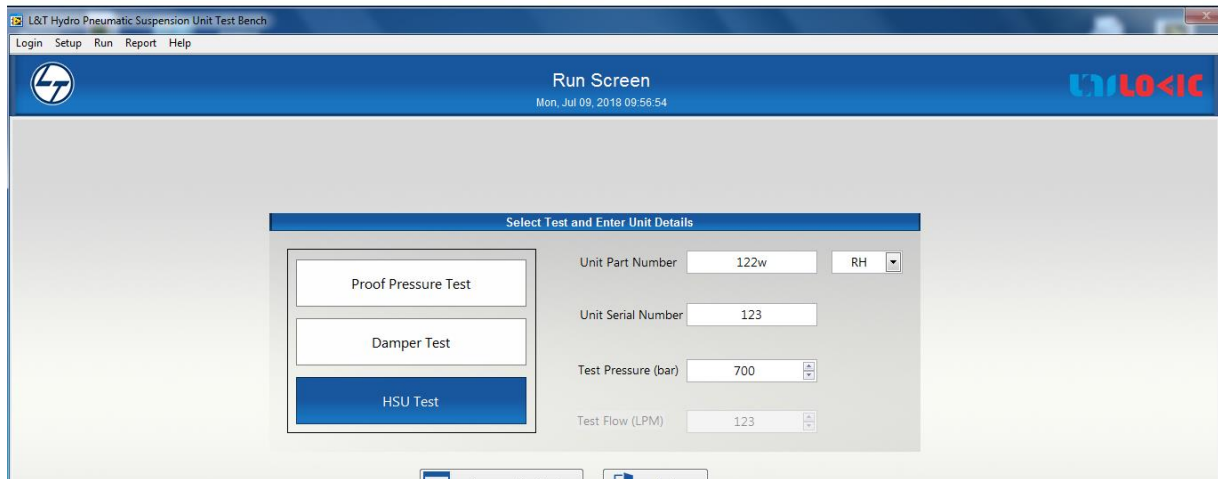 L&T Hydro Pneumatic Suspension Unit Test Bench
Login Setup Run Report Help
LT
Run Screen
Mon, Jul 09, 2018 09:56:54
Select Test and Enter Unit Details
Unit Part Number 122w RH
Proof Pressure Test
Unit Serial Number 123
Damper Test
Test Pressure (bar) 700
HSU Test
Test Flow (LPM) 123